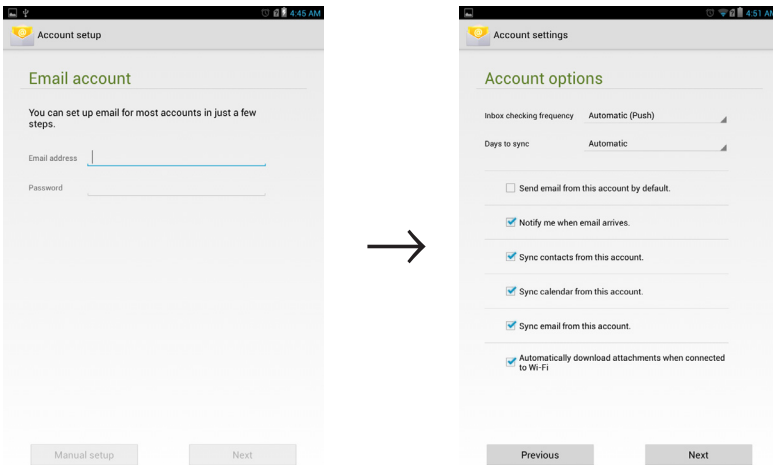 4:45 AM
Account setup
Email account
You can set up email for most accounts in just a few
steps.
Email address
Password
Manual setup
Next
4:51 AM
Account settings
Account options
Inbox checking frequency Automatic (Push)
Days to sync Automatic
Send email from this account by default.
Notify me when email arrives.
Sync contacts from this account.
Sync calendar from this account.
Sync email from this account.
Automatically download attachments when connected
to Wi-Fi
Previous
Next